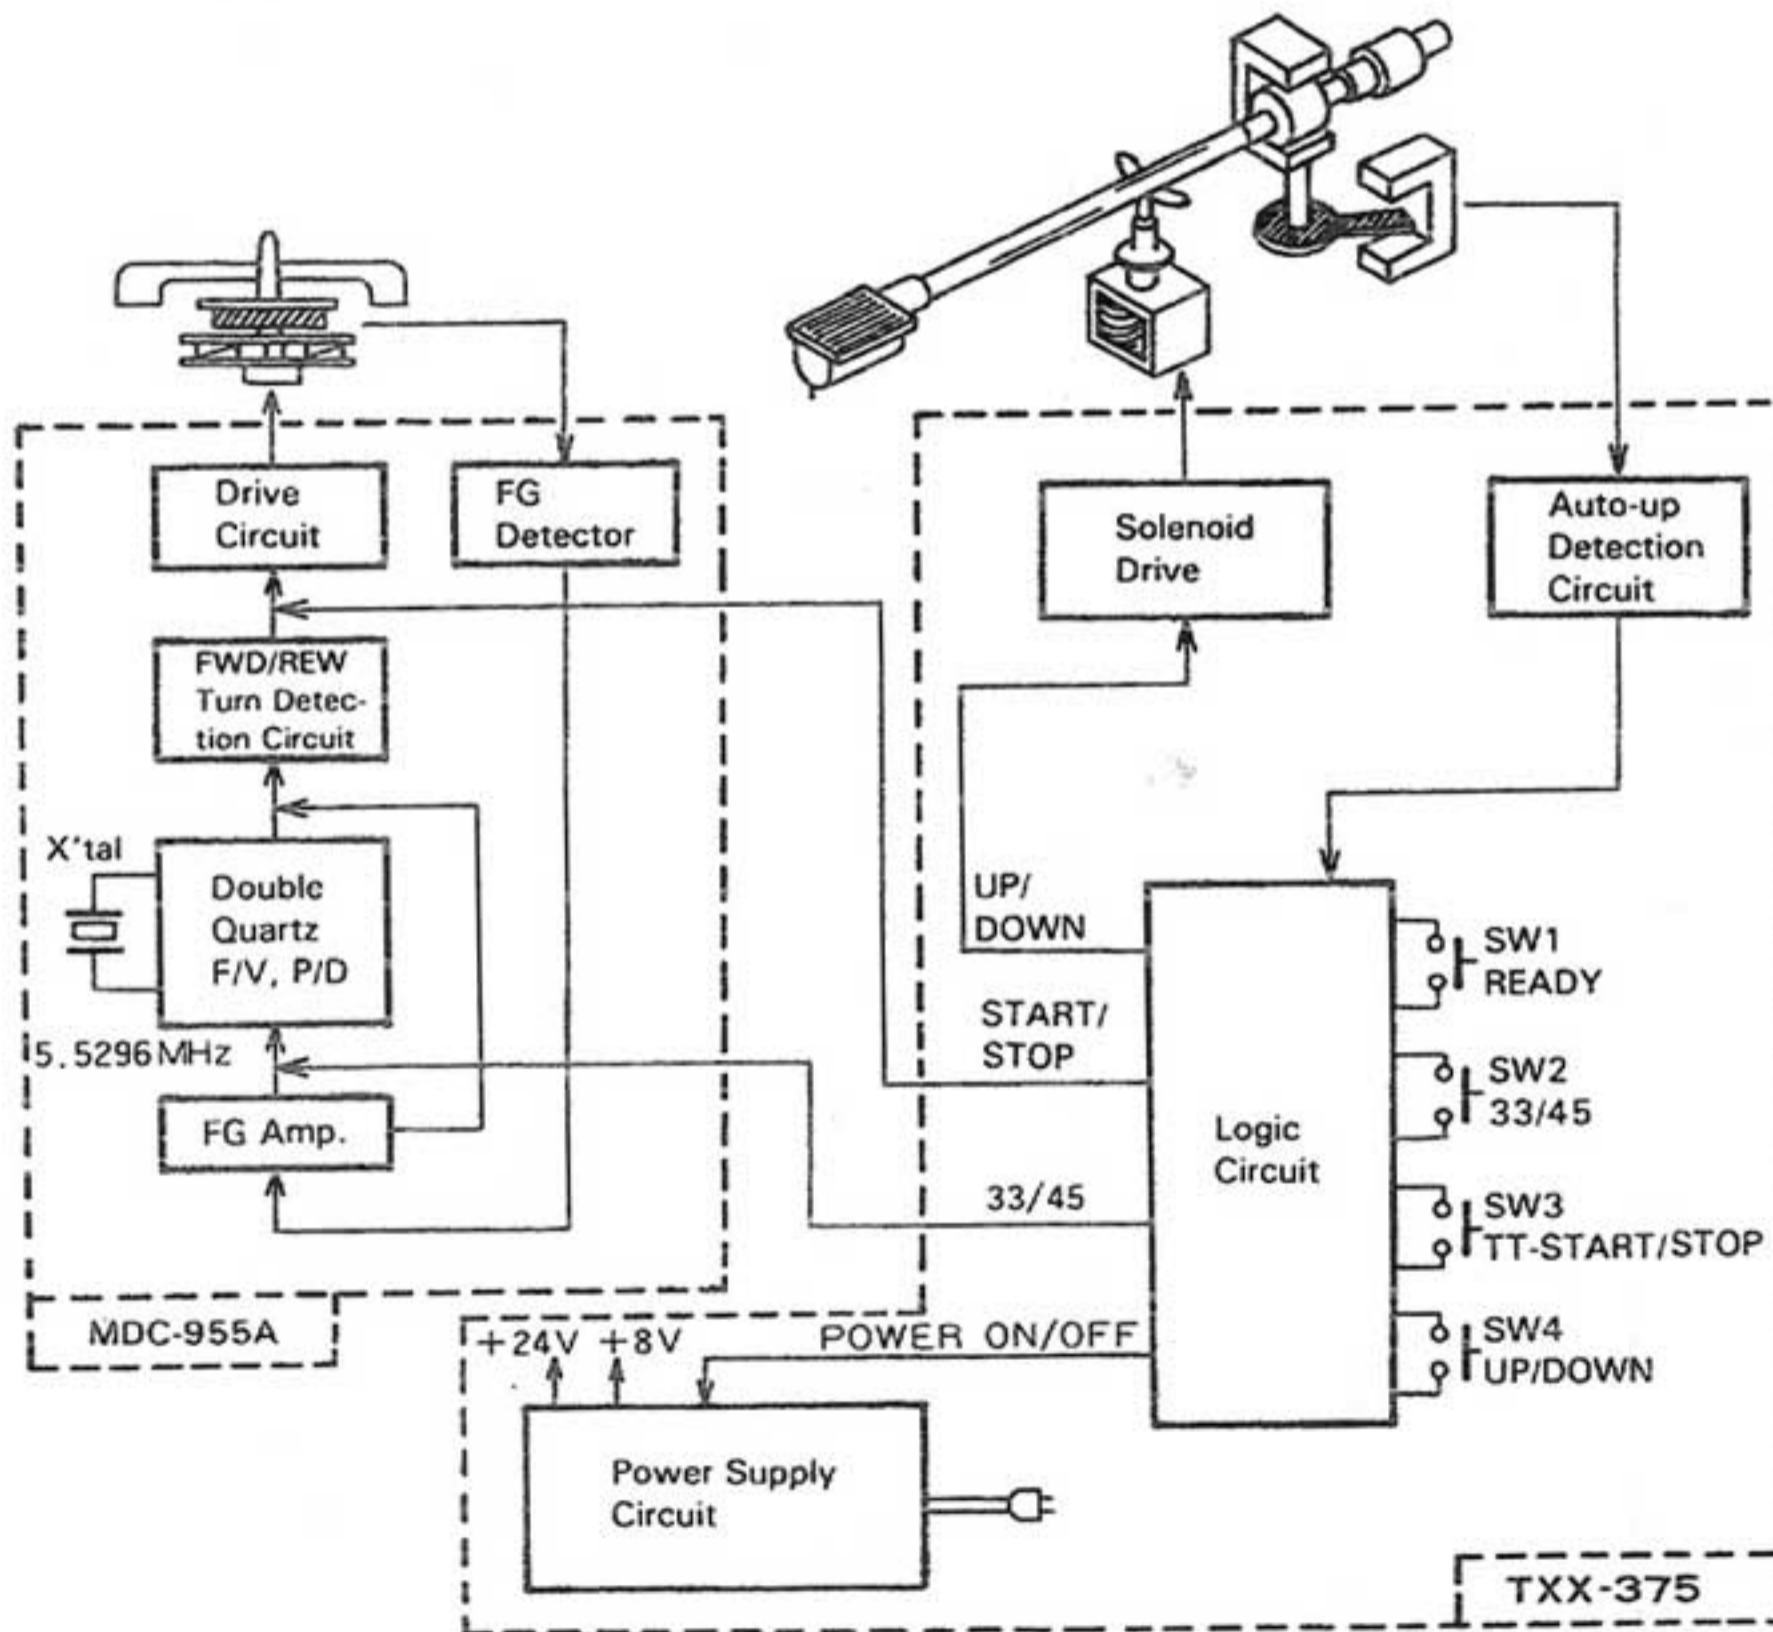 Drive
Circuit
FG
Detector
FWD/REW
Turn Detec-
tion Circuit
X'tal
Double
Quartz
F/V, P/D
5.5296MHz
FG Amp.
MDC-955A
Solenoid
Drive
Auto-up
Detection
Circuit
UP/
DOWN
START/
STOP
33/45
POWER ON/OFF
Logic
Circuit
SW1
READY
SW2
33/45
SW3
TT-START/STOP
SW4
UP/DOWN
+24V +8V
Power Supply
Circuit
TXX-375